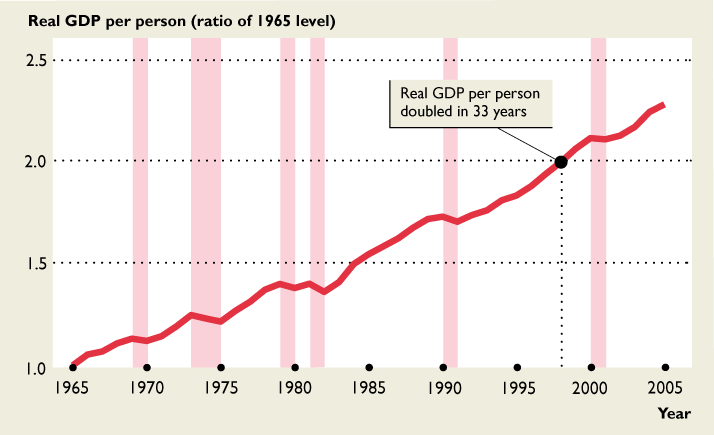 Real GDP per person (ratio of 1965 level)
2.5
Real GDP per person
doubled in 33 years
2.0
1.5
1.0
1965 1970 1975 1980 1985 1990 1995 2000 2005
Year